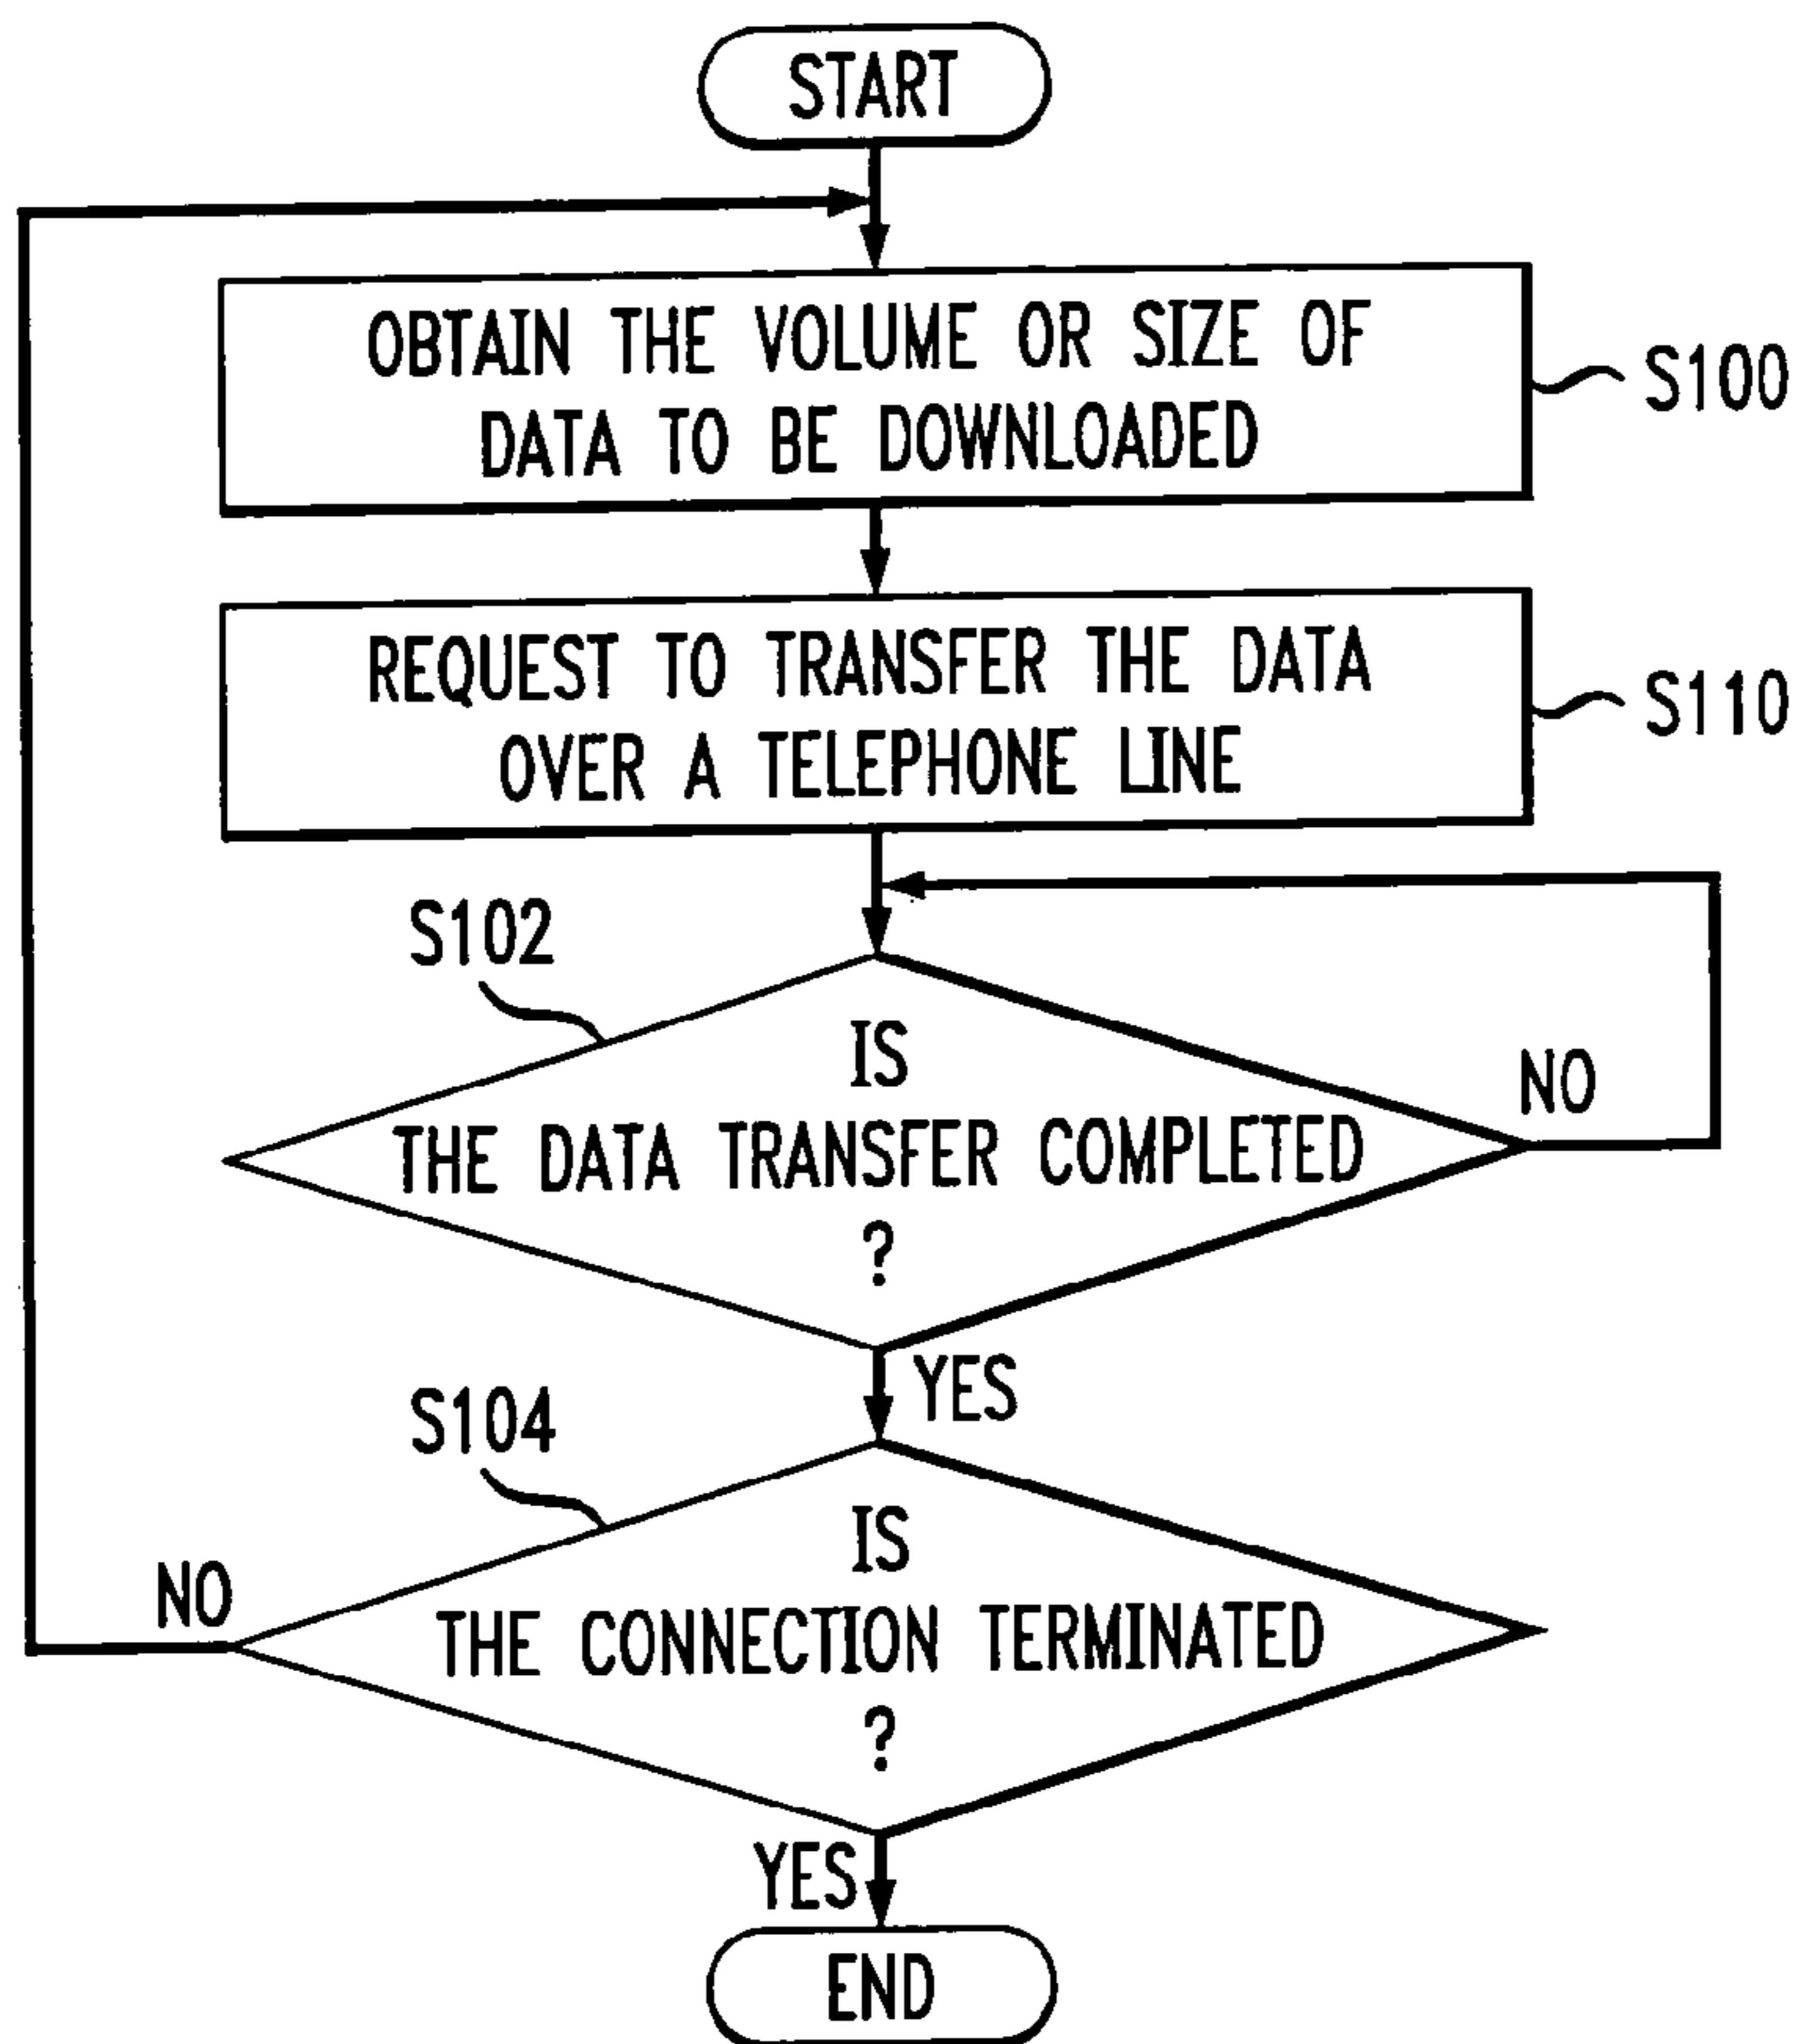 START
OBTAIN THE VOLUME OR SIZE OF
DATA TO BE DOWNLOADED
S100
REQUEST TO TRANSFER THE DATA
OVER A TELEPHONE LINE
S110
S102
IS
THE DATA TRANSFER COMPLETED
?
NO
YES
S104
IS
THE CONNECTION TERMINATED
?
NO
YES
END